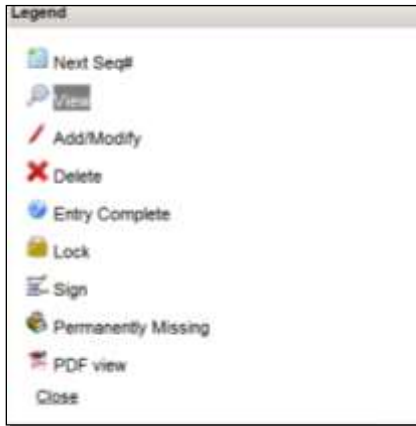 Legend
Next Seq#
View
Add/Modify
Delete
Entry Complete
Lock
Sign
Permanently Missing
PDF view
Close